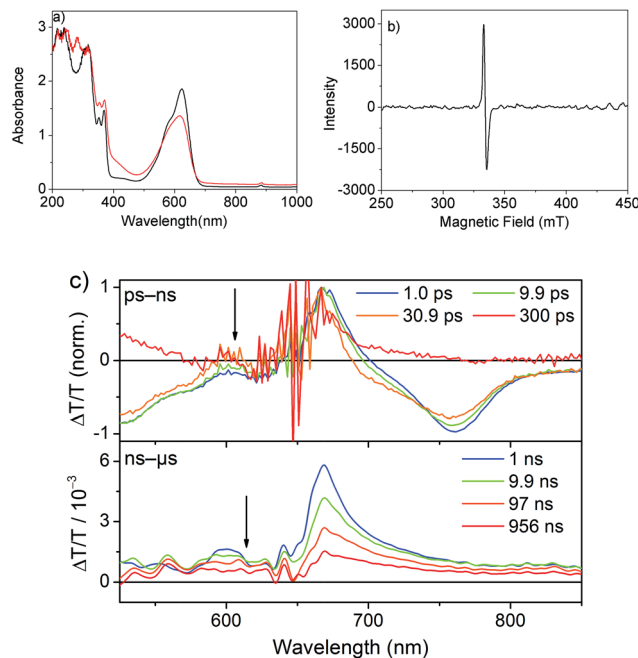 a)
3
2
1
0
200 400 600 800 1000
Absorbance
Wavelength(nm)
b)
3000
1500
0
-1500
-3000
250 300 350 400 450
Intensity
Magnetic Field (mT)
c)
ps–ns
1.0 ps 9.9 ps
30.9 ps 300 ps
1
0
-1
ΔT/T (norm.)
ns–μs
1 ns
9.9 ns
97 ns
956 ns
6
3
0
ΔT/T / 10⁻³
600 700 800
Wavelength (nm)